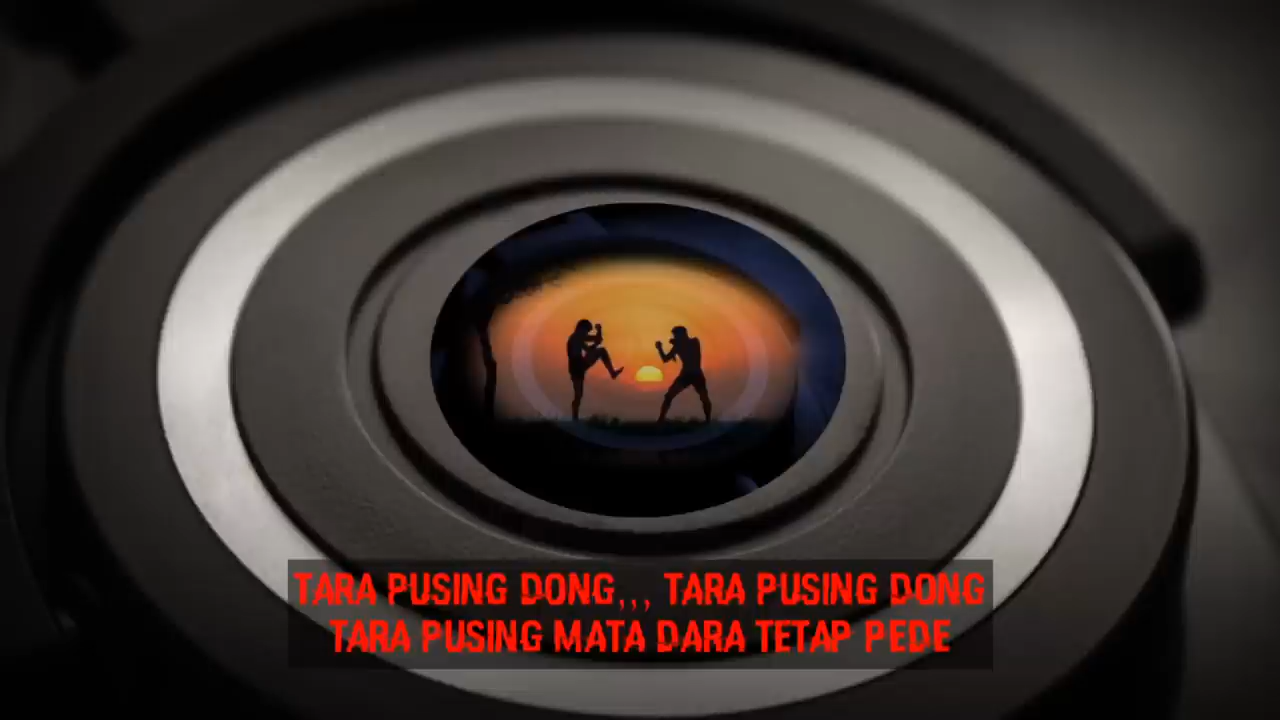 TARA PUSING DONG,,, TARA PUSING DONG
TARA PUSING MATA DARA TETAP PEDE